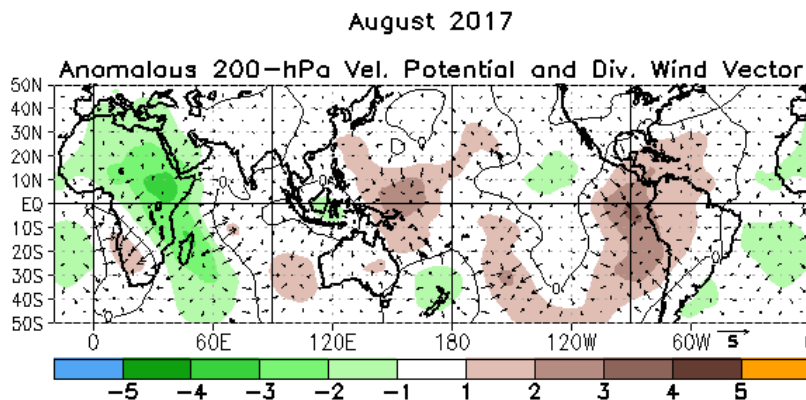 August 2017
Anamalous 200-hPa Vel. Potential and Div. Wind Vector
50N
40N
30N
20N
10N
EQ
10S
20S
30S
40S
50S
0 60E 120E 180 120W 60W 0
5
-5 -4 -3 -2 -1 1 2 3 4 5